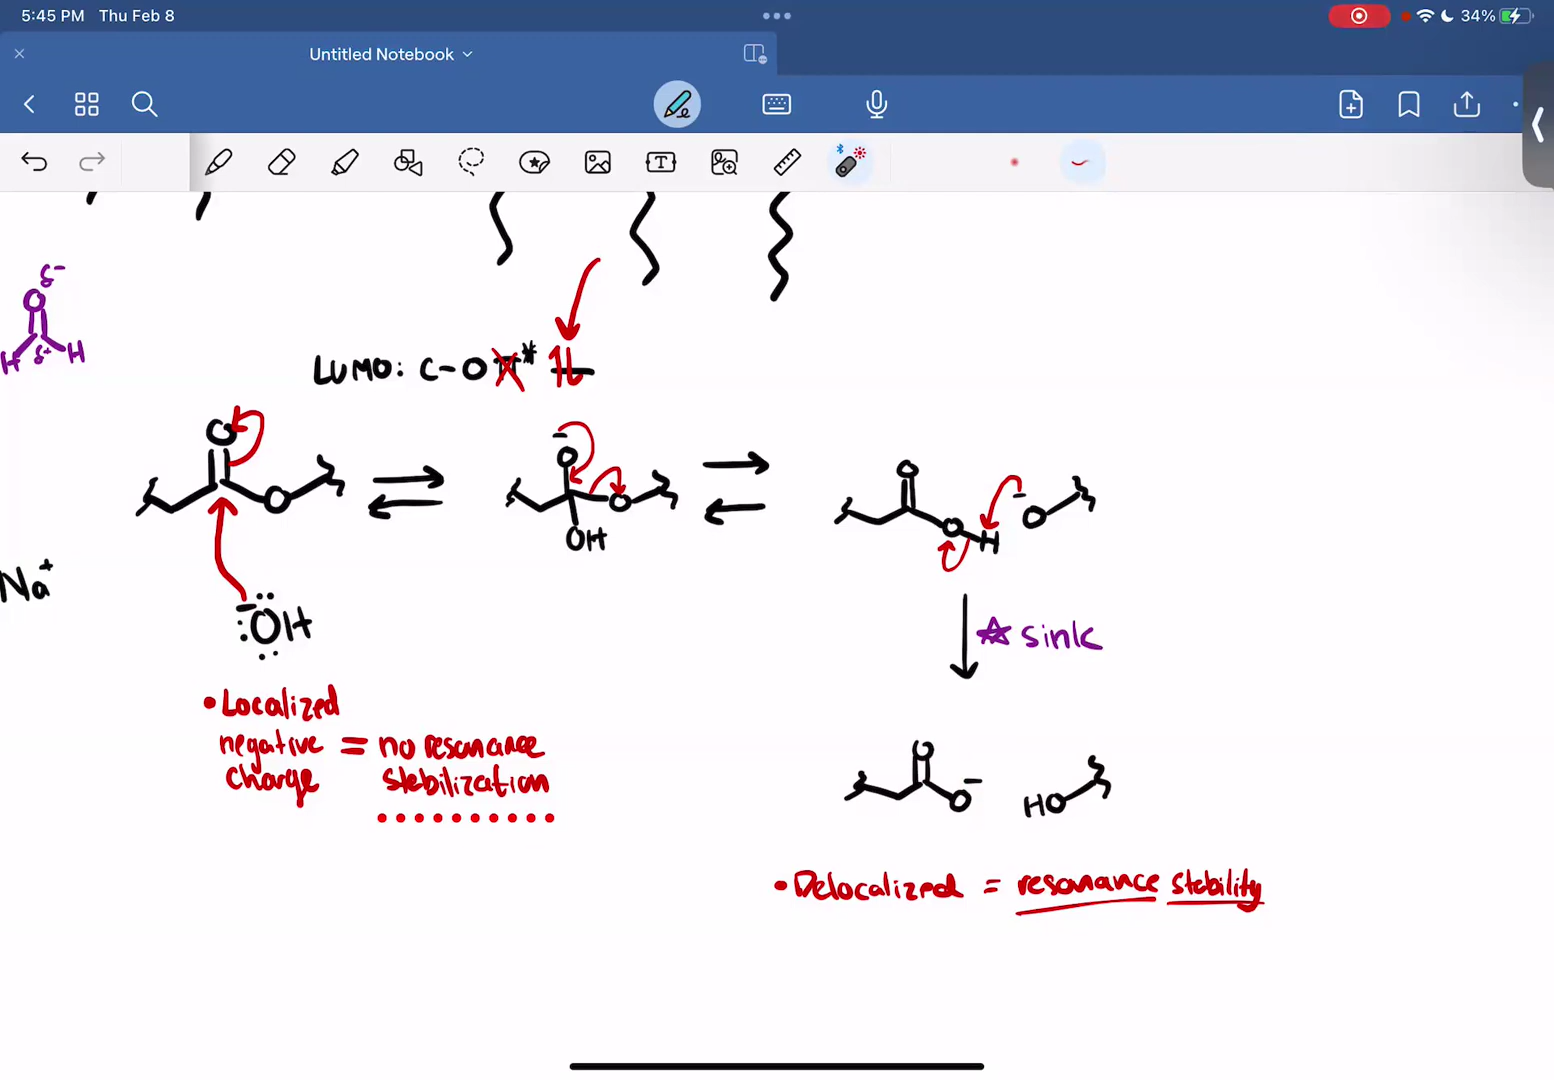 5:45 PM Thu Feb 8
34%
Untitled Notebook
T
δ-
O
H δ+ H
LUMO: C-O π*
O
O
Na+
-:ÖH
-
O
O
OH
O
O
H
-
O
☆ sink
• Localized
negative = no resonance
charge stabilization
O
O-
HO
• Delocalized = resonance stability